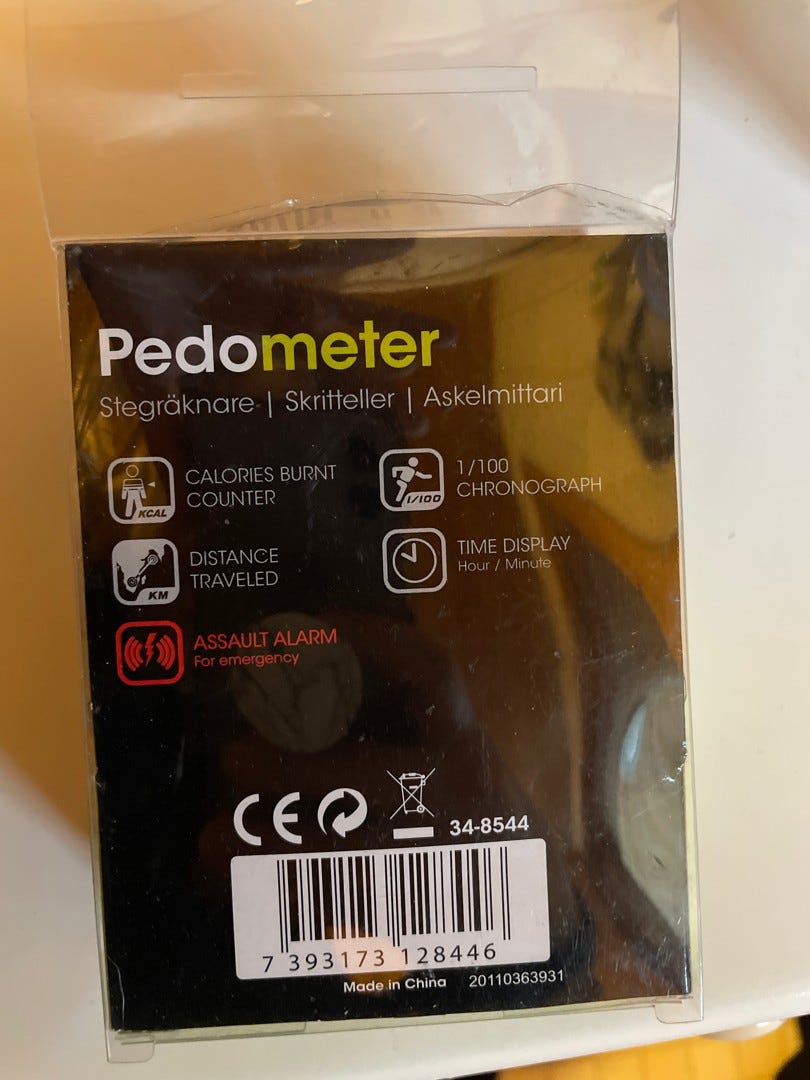 Pedometer
Stegräknare | Skritteller | Askelmittari
KCAL
CALORIES BURNT
COUNTER
1/100
1/100
CHRONOGRAPH
KM
DISTANCE
TRAVELED
TIME DISPLAY
Hour / Minute
ASSAULT ALARM
For emergency
CE
34-8544
7 393173 128446
Made in China 20110363931